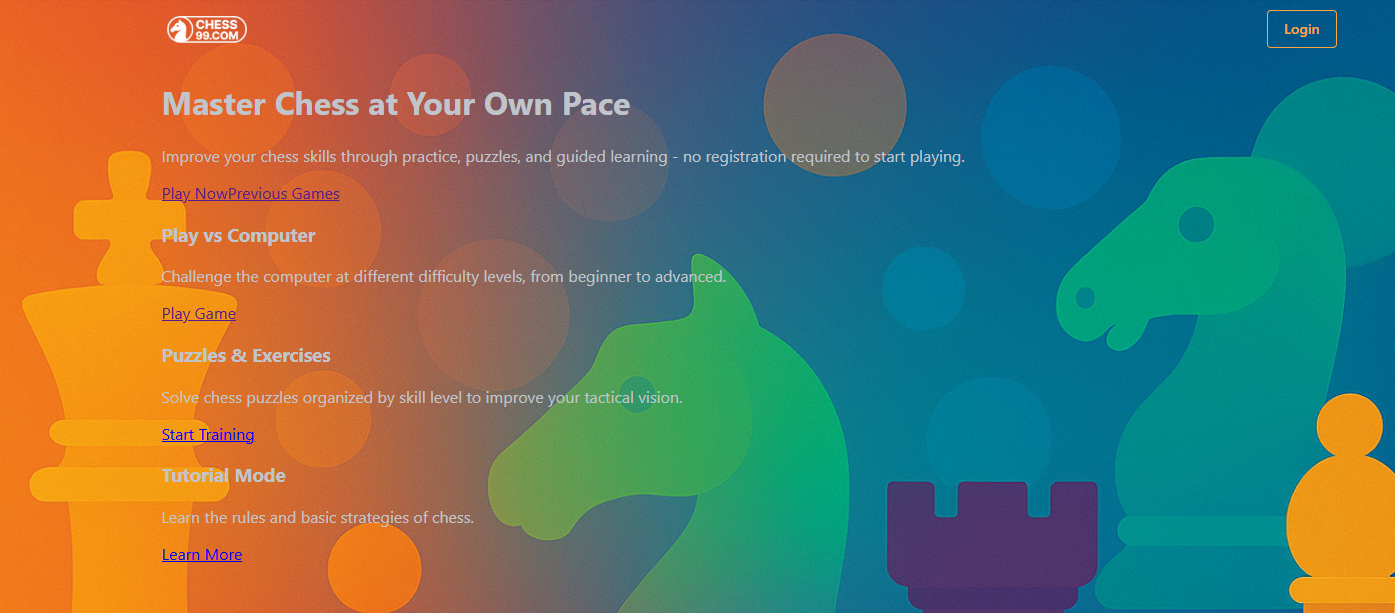 CHESS
99.COM
Login
Master Chess at Your Own Pace
Improve your chess skills through practice, puzzles, and guided learning - no registration required to start playing.
Play NowPrevious Games
Play vs Computer
Challenge the computer at different difficulty levels, from beginner to advanced.
Play Game
Puzzles & Exercises
Solve chess puzzles organized by skill level to improve your tactical vision.
Start Training
Tutorial Mode
Learn the rules and basic strategies of chess.
Learn More